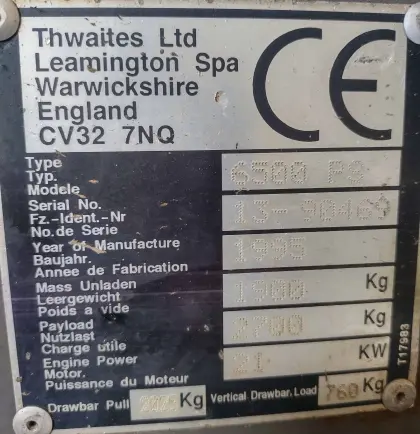 Thwaites Ltd
Leamington Spa
Warwickshire
England
CV32 7NQ
CE
Type
Typ.
Modele
Serial No.
Fz.-Ident.-Nr
No. de Serie
Year of Manufacture 1995
Baujahr.
Annee de Fabrication
Mass Unladen
Leergewicht 1900 Kg
Poids a vide
Payload
Nutzlast 2700 Kg
Charge utile
Engine Power
Motor. 21 KW
Puissance du Moteur
Drawbar Pull Kg Vertical Drawbar. Load 760 Kg
T17983